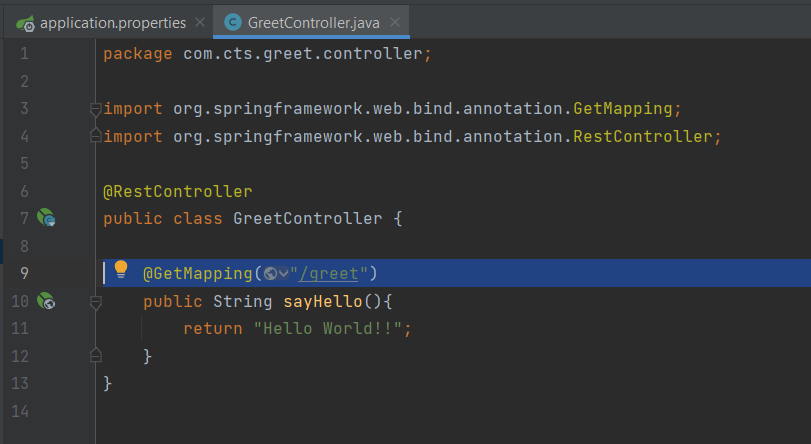 application.properties GreetController.java
1 package com.cts.greet.controller;
2
3 import org.springframework.web.bind.annotation.GetMapping;
4 import org.springframework.web.bind.annotation.RestController;
5
6 @RestController
7 public class GreetController {
8
9 @GetMapping("/greet")
10 public String sayHello(){
11 return "Hello World!!";
12 }
13 }
14